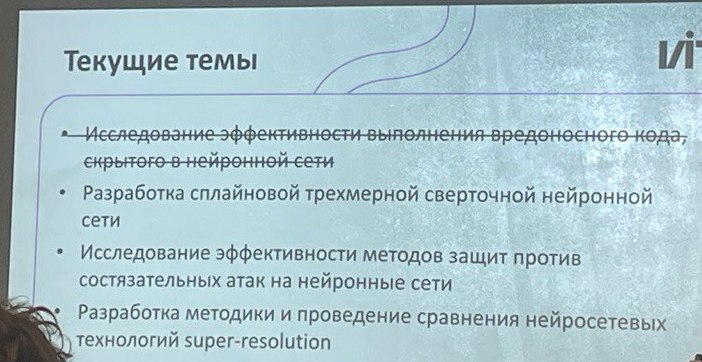 Текущие темы
• Исследование эффективности выполнения вредоносного кода,
скрытого в нейронной сети
• Разработка сплайновой трехмерной сверточной нейронной
сети
• Исследование эффективности методов защит против
состязательных атак на нейронные сети
• Разработка методики и проведение сравнения нейросетевых
технологий super-resolution